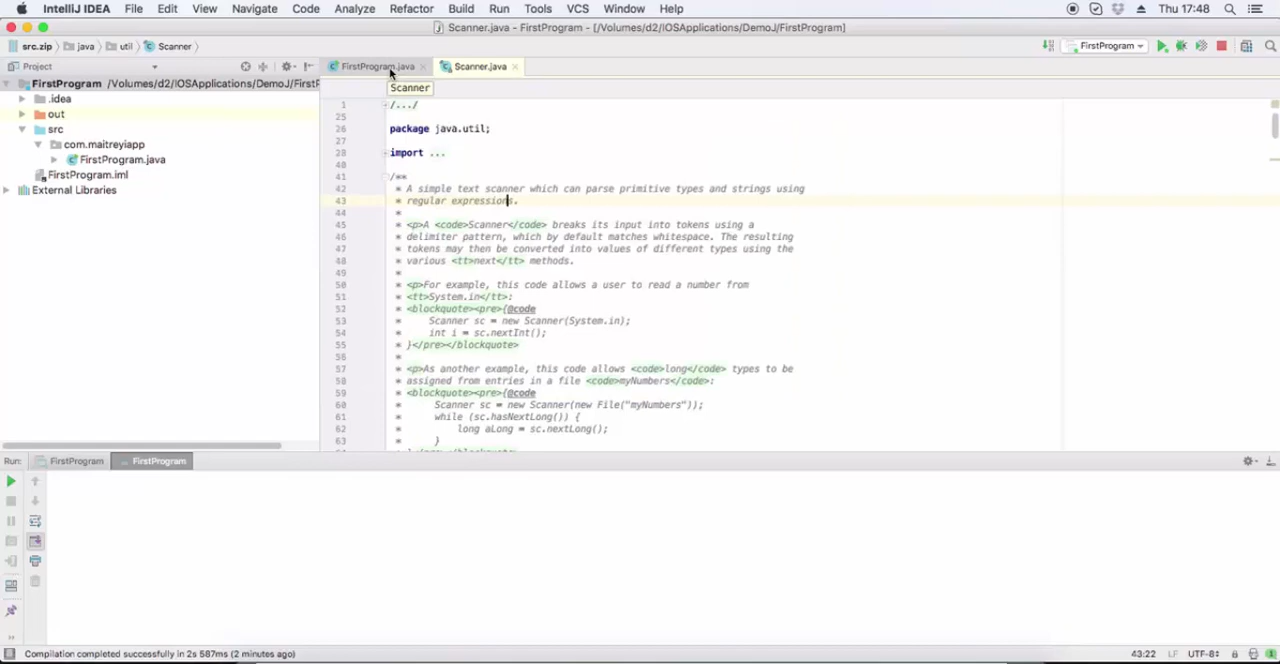 IntelliJ IDEA File Edit View Navigate Code Analyze Refactor Build Run Tools VCS Window Help Thu 17:48
Scanner.java - FirstProgram - [/Volumes/d2/IOSApplications/DemoJ/FirstProgram]
src.zip java util Scanner FirstProgram
Project FirstProgram.java Scanner.java
Scanner
FirstProgram /Volumes/d2/IOSApplications/DemoJ/FirstP
.idea
out
src
com.maitreyiapp
FirstProgram.java
FirstProgram.iml
External Libraries
1 /.../
25
26 package java.util;
27
28 import ...
40
41 /**
42 * A simple text scanner which can parse primitive types and strings using
43 * regular expressions.
44 *
45 * <p>A <code>Scanner</code> breaks its input into tokens using a
46 * delimiter pattern, which by default matches whitespace. The resulting
47 * tokens may then be converted into values of different types using the
48 * various <tt>next</tt> methods.
49 *
50 * <p>For example, this code allows a user to read a number from
51 * <tt>System.in</tt>:
52 * <blockquote><pre>{@code
53 *     Scanner sc = new Scanner(System.in);
54 *     int i = sc.nextInt();
55 * }</pre></blockquote>
56 *
57 * <p>As another example, this code allows <code>long</code> types to be
58 * assigned from entries in a file <code>myNumbers</code>:
59 * <blockquote><pre>{@code
60 *      Scanner sc = new Scanner(new File("myNumbers"));
61 *      while (sc.hasNextLong()) {
62 *          long aLong = sc.nextLong();
63 *      }
Run: FirstProgram FirstProgram
Compilation completed successfully in 2s 587ms (2 minutes ago) 43:22 LF UTF-8